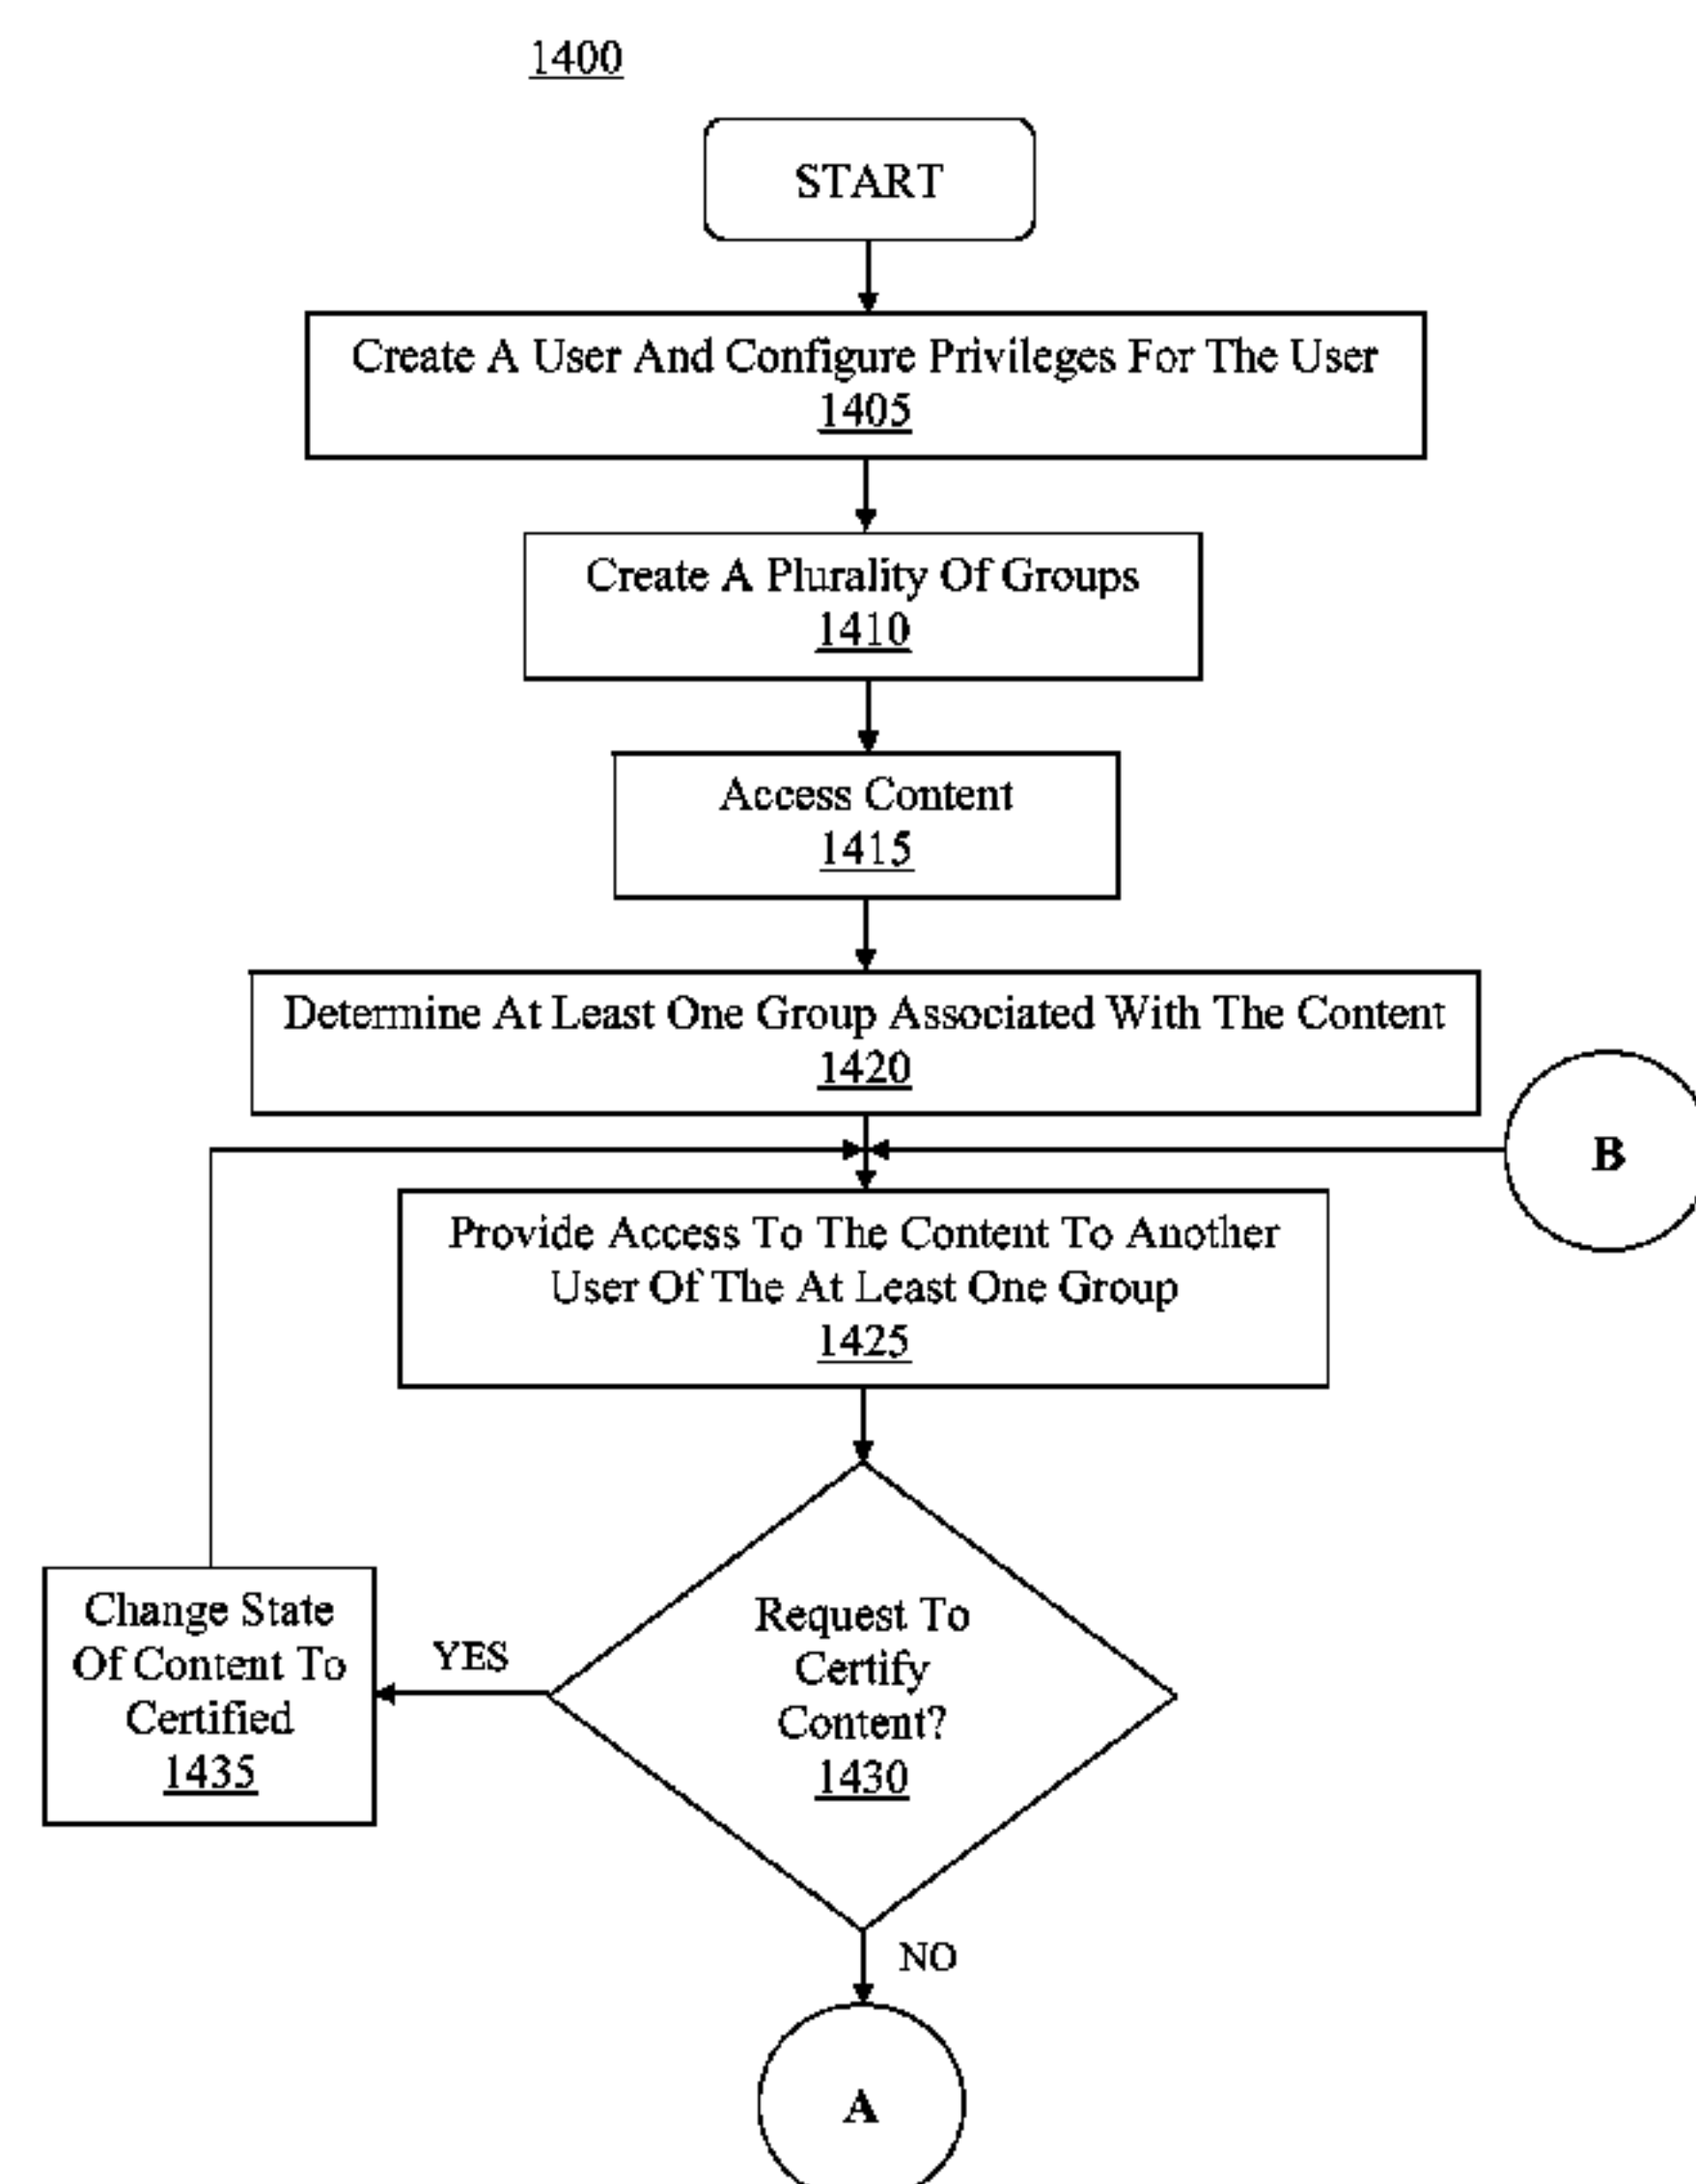 1400
START
Create A User And Configure Privileges For The User
1405
Create A Plurality Of Groups
1410
Access Content
1415
Determine At Least One Group Associated With The Content
1420
B
Provide Access To The Content To Another
User Of The At Least One Group
1425
Request To
Certify
Content?
1430
YES
Change State
Of Content To
Certified
1435
NO
A